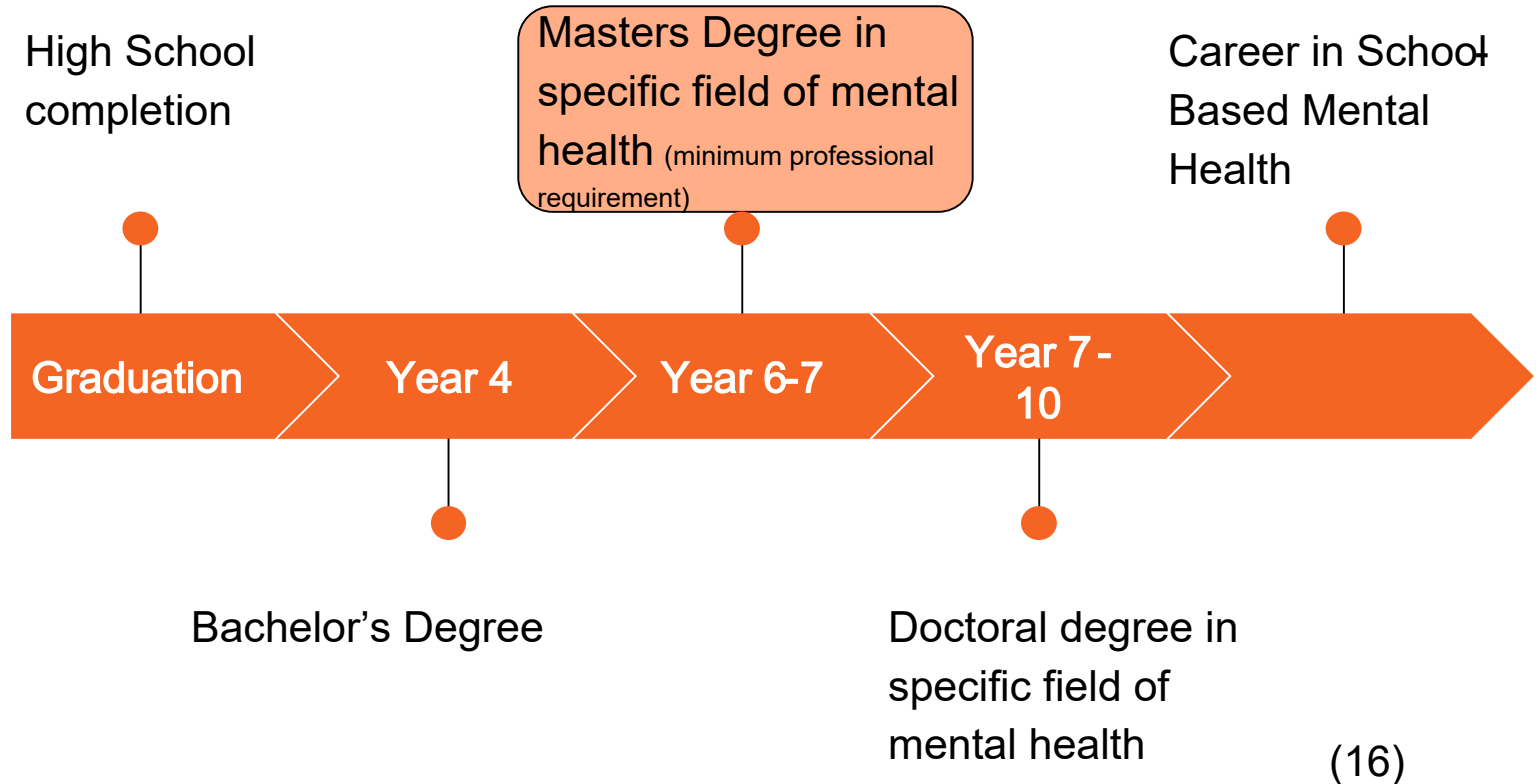 High School
completion
Masters Degree in
specific field of mental
health (minimum professional
requirement)
Career in School-
Based Mental
Health
Graduation
Year 4
Year 6-7
Year 7-
10
Bachelor’s Degree
Doctoral degree in
specific field of
mental health
(16)